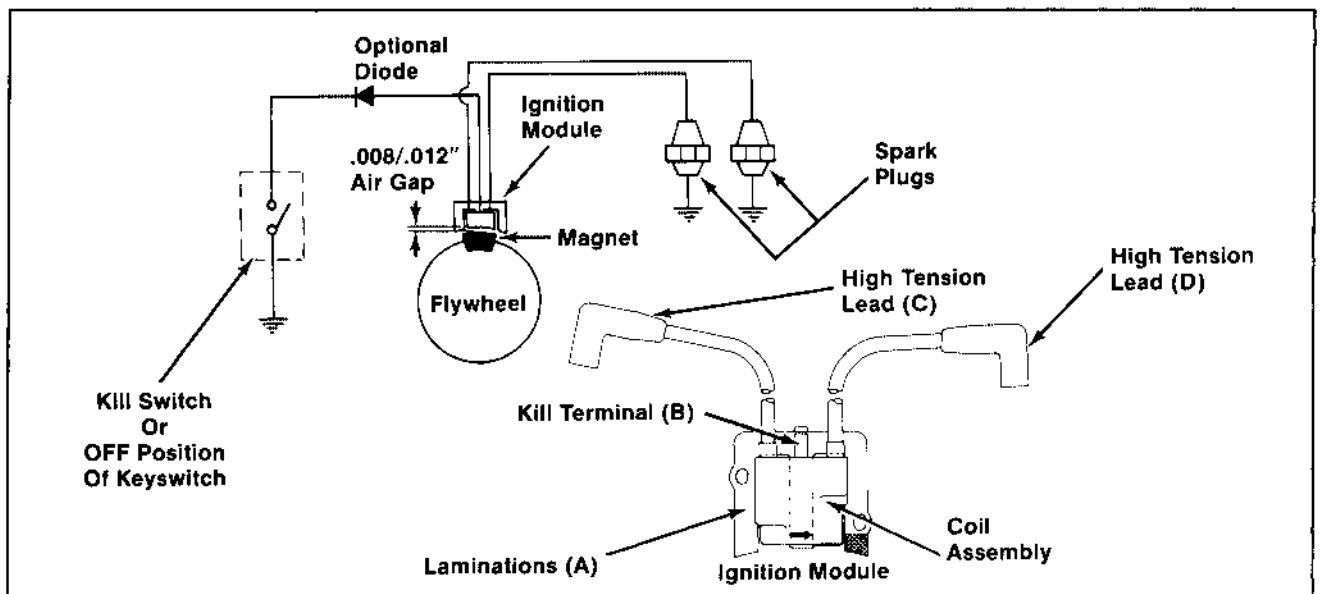 Optional
Diode
Ignition
Module
.008/.012"
Air Gap
Spark
Plugs
Magnet
Flywheel
High Tension
Lead (C)
High Tension
Lead (D)
Kill Switch
Or
OFF Position
Of Keyswitch
Kill Terminal (B)
Laminations (A)
Coil
Assembly
Ignition Module